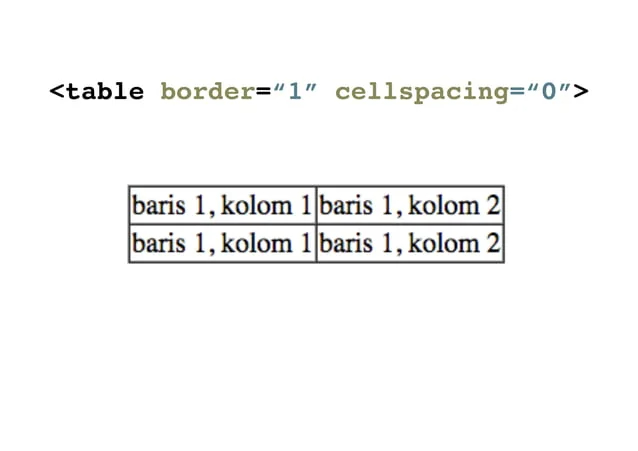 <table border=“1” cellspacing=“0”>
baris 1, kolom 1 baris 1, kolom 2
baris 1, kolom 1 baris 1, kolom 2